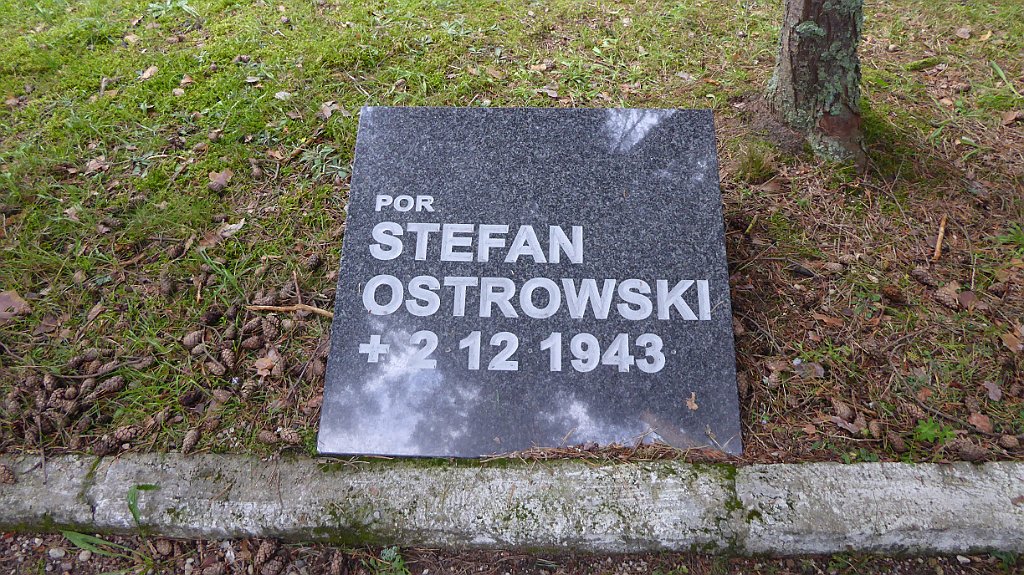 POR
STEFAN
OSTROWSKI
+ 2 12 1943